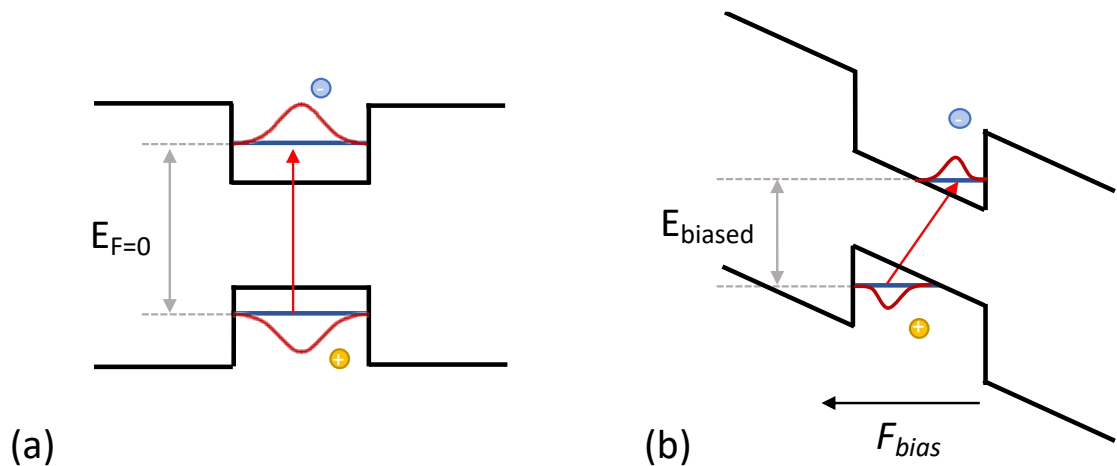 -
E_F=0
+
(a)
-
E_biased
+
F_bias
(b)